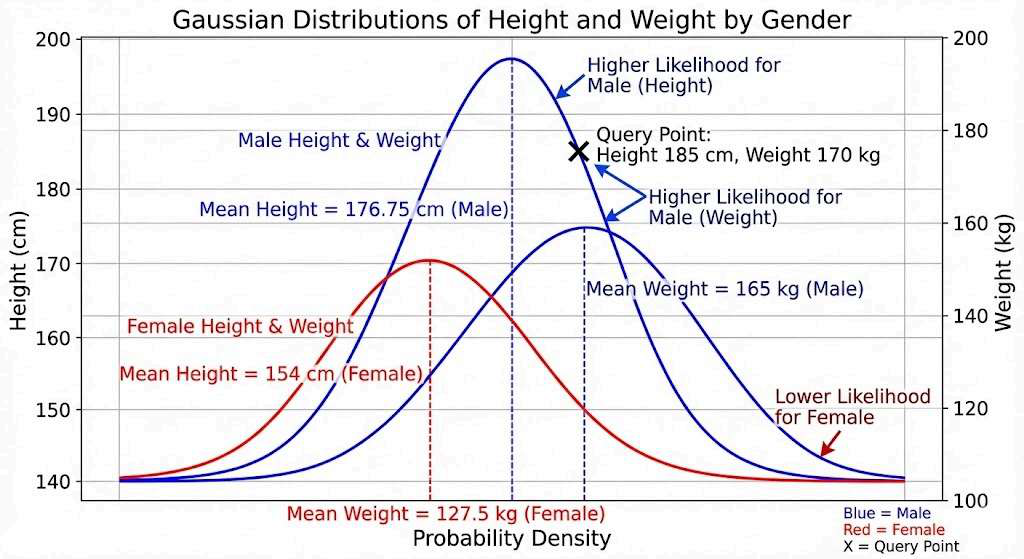 Gaussian Distributions of Height and Weight by Gender
200
190
180
170
160
150
140
Height (cm)
200
180
160
140
120
100
Weight (kg)
Higher Likelihood for
Male (Height)
Query Point:
Height 185 cm, Weight 170 kg
Male Height & Weight
Higher Likelihood for
Male (Weight)
Mean Height = 176.75 cm (Male)
Mean Weight = 165 kg (Male)
Female Height & Weight
Mean Height = 154 cm (Female)
Lower Likelihood
for Female
Mean Weight = 127.5 kg (Female)
Probability Density
Blue = Male
Red = Female
X = Query Point